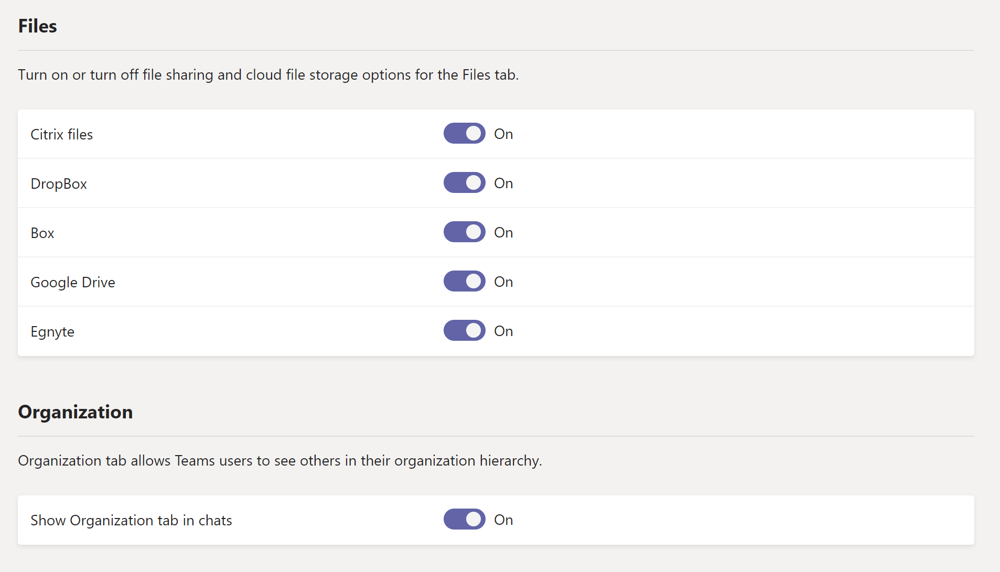 Files
Turn on or turn off file sharing and cloud file storage options for the Files tab.
Citrix files On
DropBox On
Box On
Google Drive On
Egnyte On
Organization
Organization tab allows Teams users to see others in their organization hierarchy.
Show Organization tab in chats On